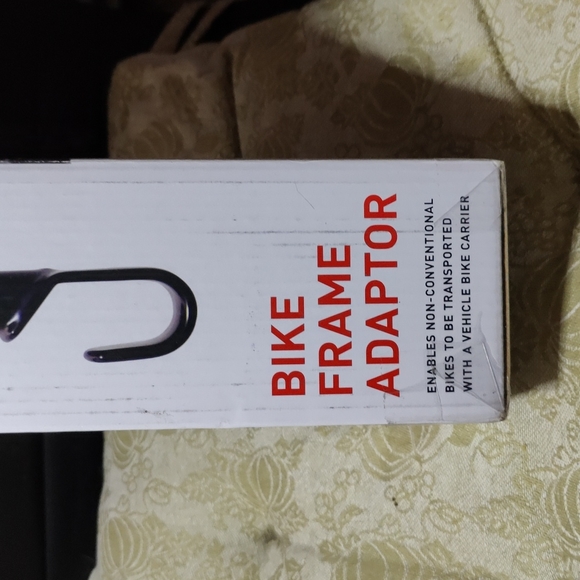 BIKE
FRAME
ADAPTOR
ENABLES NON-CONVENTIONAL
BIKES TO BE TRANSPORTED
WITH A VEHICLE BIKE CARRIER